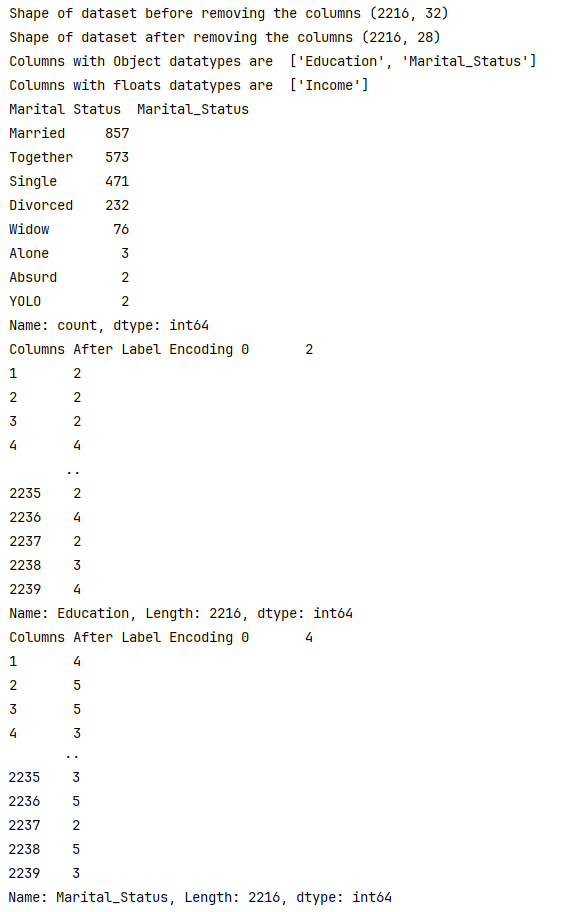 Shape of dataset before removing the columns (2216, 32)
Shape of dataset after removing the columns (2216, 28)
Columns with Object datatypes are  ['Education', 'Marital_Status']
Columns with floats datatypes are  ['Income']
Marital Status  Marital_Status
Married     857
Together    573
Single      471
Divorced    232
Widow        76
Alone         3
Absurd        2
YOLO          2
Name: count, dtype: int64
Columns After Label Encoding 0       2
1       2
2       2
3       2
4       4
       ..
2235    2
2236    4
2237    2
2238    3
2239    4
Name: Education, Length: 2216, dtype: int64
Columns After Label Encoding 0       4
1       4
2       5
3       5
4       3
       ..
2235    3
2236    5
2237    2
2238    5
2239    3
Name: Marital_Status, Length: 2216, dtype: int64